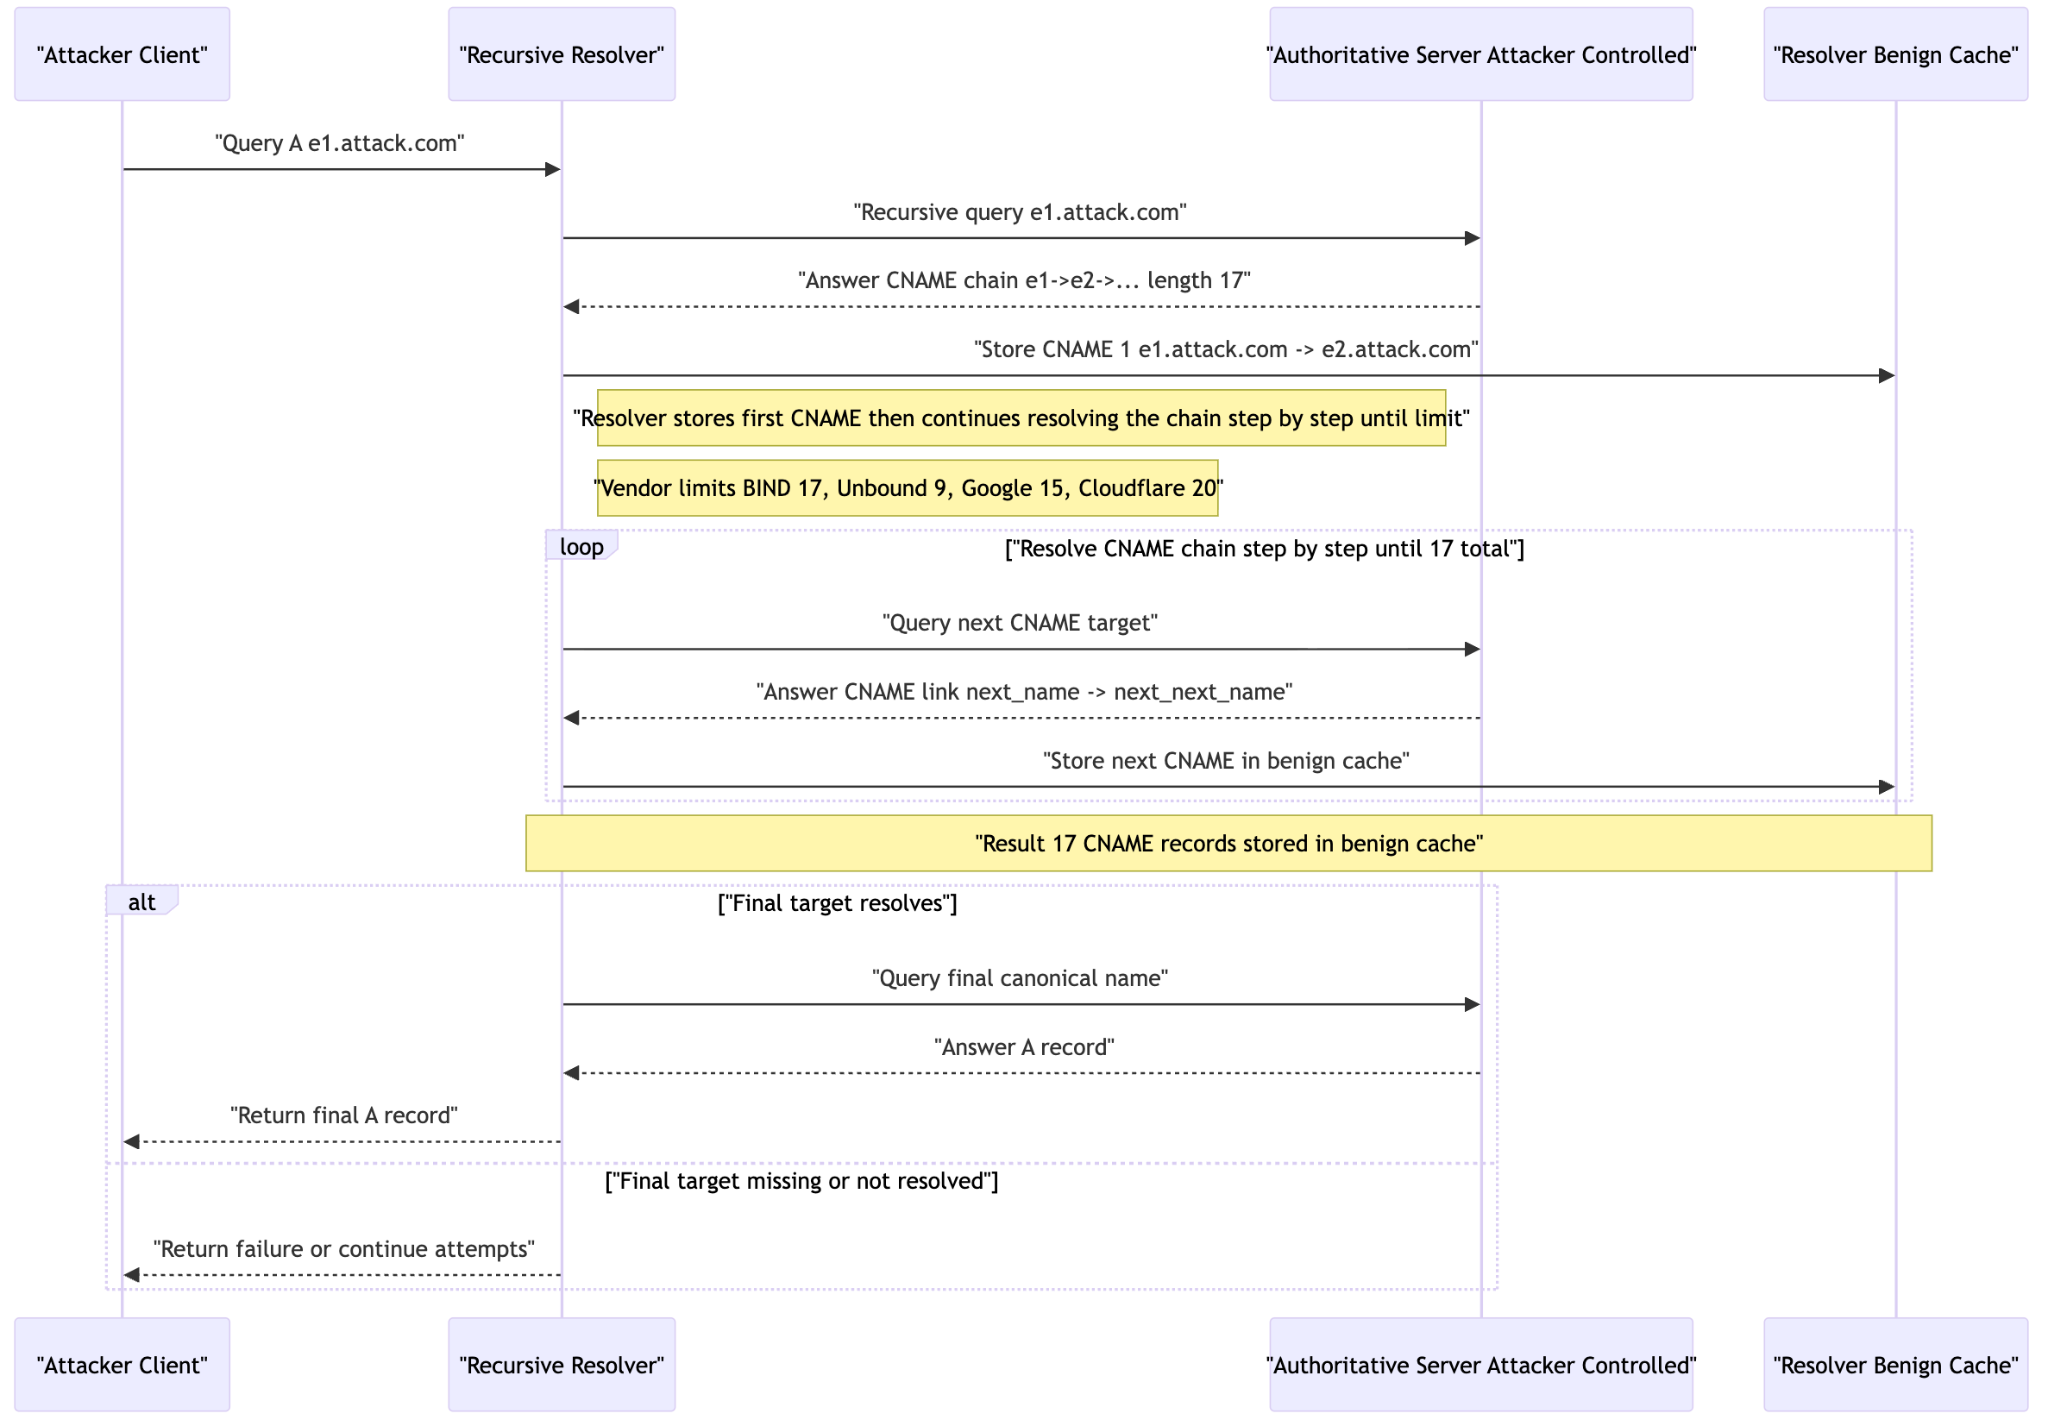 "Attacker Client"
"Recursive Resolver"
"Authoritative Server Attacker Controlled"
"Resolver Benign Cache"
"Query A e1.attack.com"
"Recursive query e1.attack.com"
"Answer CNAME chain e1->e2->... length 17"
"Store CNAME 1 e1.attack.com -> e2.attack.com"
"Resolver stores first CNAME then continues resolving the chain step by step until limit"
"Vendor limits BIND 17, Unbound 9, Google 15, Cloudflare 20"
loop
["Resolve CNAME chain step by step until 17 total"]
"Query next CNAME target"
"Answer CNAME link next_name -> next_next_name"
"Store next CNAME in benign cache"
"Result 17 CNAME records stored in benign cache"
alt
["Final target resolves"]
"Query final canonical name"
"Answer A record"
"Return final A record"
["Final target missing or not resolved"]
"Return failure or continue attempts"
"Attacker Client"
"Recursive Resolver"
"Authoritative Server Attacker Controlled"
"Resolver Benign Cache"